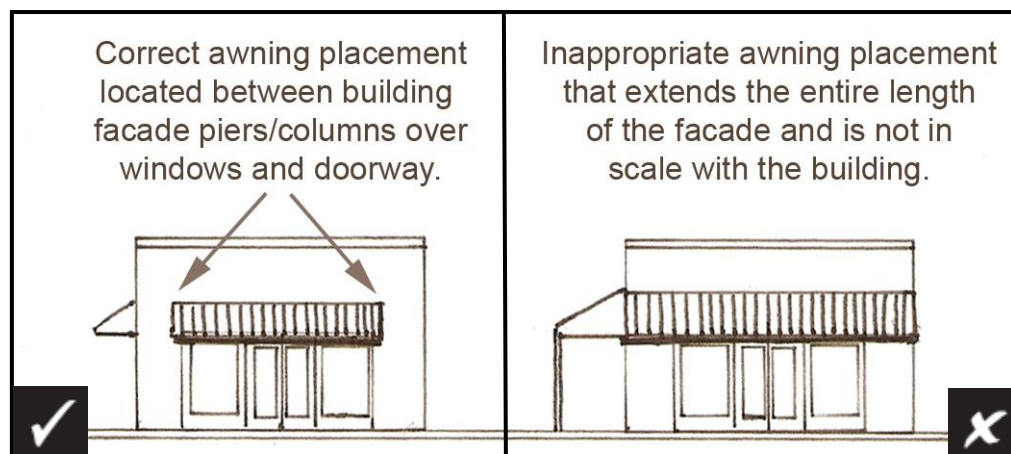 Correct awning placement
located between building
facade piers/columns over
windows and doorway.
Inappropriate awning placement
that extends the entire length
of the facade and is not in
scale with the building.